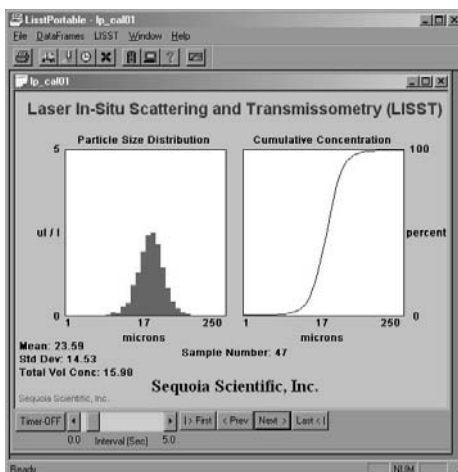 LisstPortable - lp_cal01
File DataFrames LISST Window Help
lp_cal01
Laser In-Situ Scattering and Transmissometry (LISST)
Particle Size Distribution Cumulative Concentration
5 100
ul / l percent
0 0
1 17 250 1 17 250
microns microns
Mean: 23.59
Sample Number: 47
Std Dev: 14.53
Total Vol Conc: 15.98
Sequoia Scientific, Inc.
Sequoia Scientific, Inc.
Timer-OFF |> First < Prev Next > Last <|
0.0 Interval (Sec) 5.0
Ready NUM